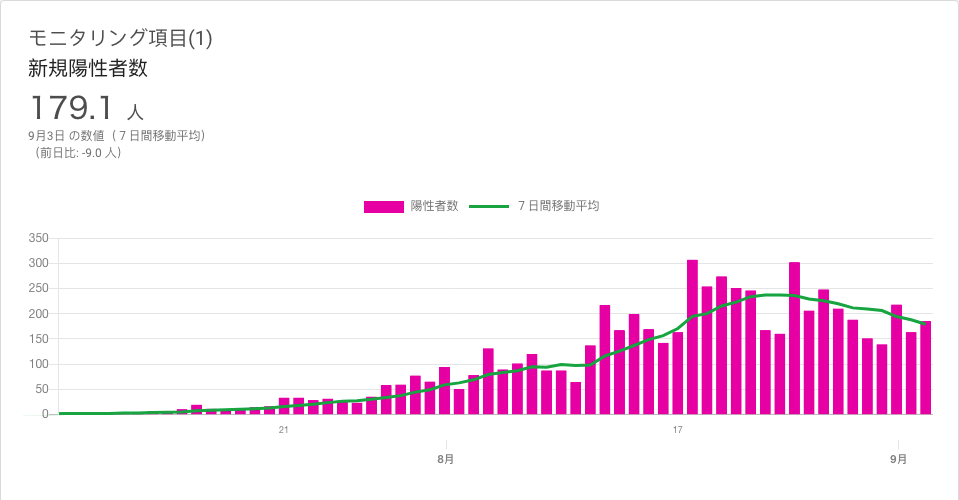 モニタリング項目(1)
新規陽性者数
179.1 人
9月3日 の数値（７日間移動平均）
（前日比: -9.0 人）
陽性者数 ７日間移動平均
350
300
250
200
150
100
50
0
21 17
8月 9月